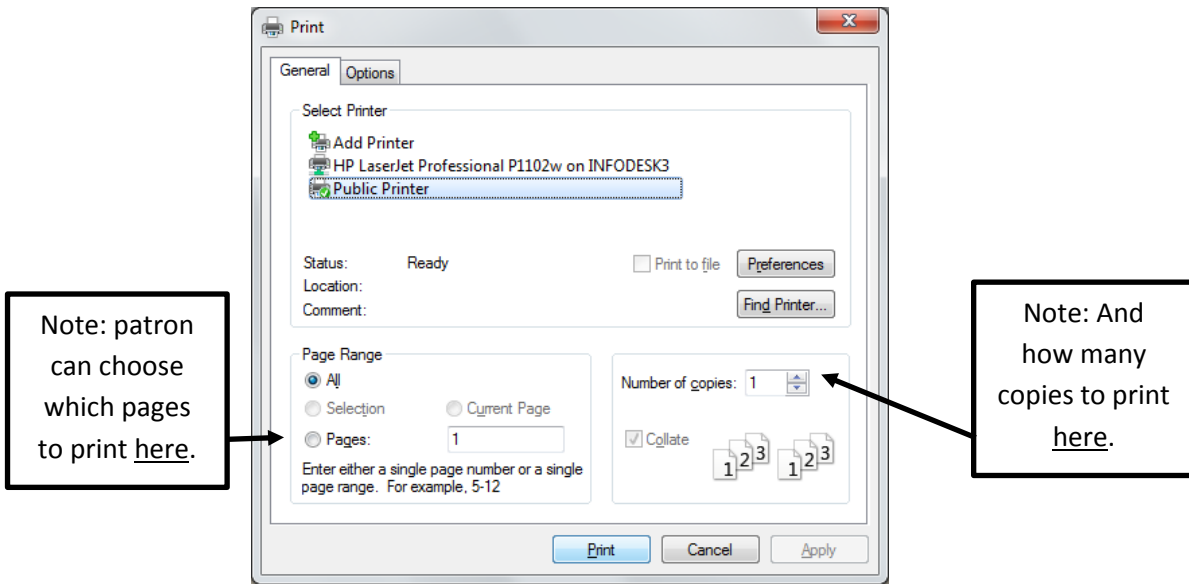 Print
General
Options
Select Printer
Add Printer
HP LaserJet Professional P1102w on INFODESK3
Public Printer
Status: Ready
Print to file
Preferences
Location:
Comment:
Find Printer...
Note: patron
can choose
which pages
to print here.
Page Range
All
Selection
Current Page
Pages: 1
Enter either a single page number or a single
page range. For example, 5-12
Number of copies: 1
Collate
1 2 3 1 2 3
Note: And
how many
copies to print
here.
Print
Cancel
Apply